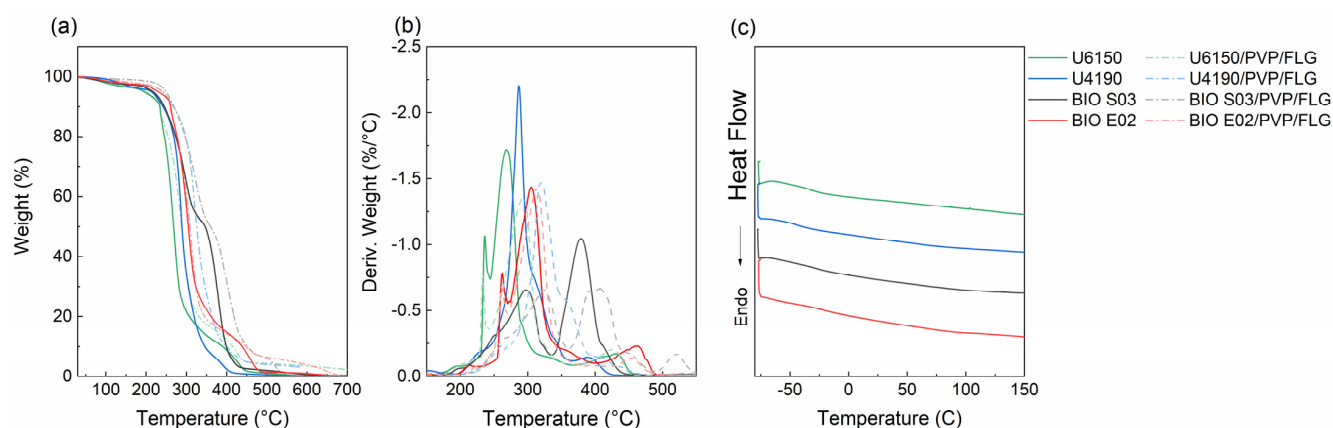 (a)
100
80
60
40
20
0
Weight (%)
100 200 300 400 500 600 700
Temperature (°C)
(b)
-2.5
-2.0
-1.5
-1.0
-0.5
0.0
Deriv. Weight (%/°C)
200 300 400 500
Temperature (°C)
(c)
Heat Flow
Endo
-50 0 50 100 150
Temperature (C)
U6150
U4190
BIO S03
BIO E02
U6150/PVP/FLG
U4190/PVP/FLG
BIO S03/PVP/FLG
BIO E02/PVP/FLG